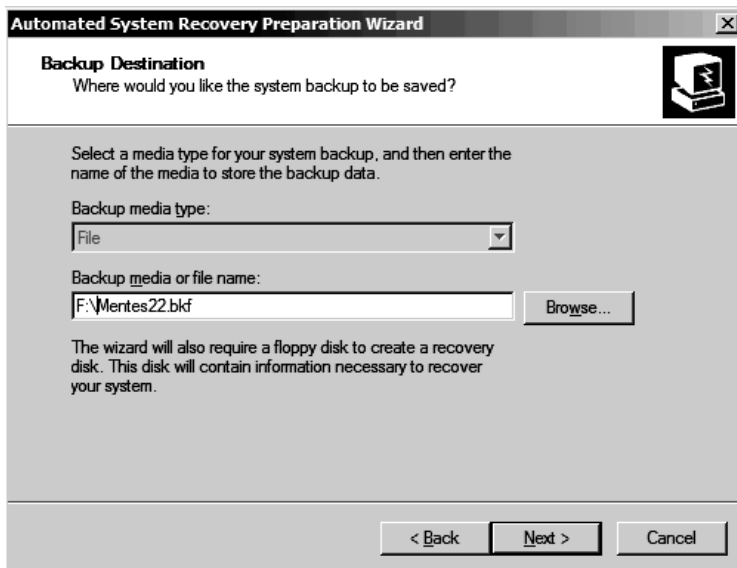 Automated System Recovery Preparation Wizard
Backup Destination
Where would you like the system backup to be saved?
Select a media type for your system backup, and then enter the
name of the media to store the backup data.
Backup media type:
File
Backup media or file name:
F:\Mentes22.bkf
Browse...
The wizard will also require a floppy disk to create a recovery
disk. This disk will contain information necessary to recover
your system.
< Back
Next >
Cancel